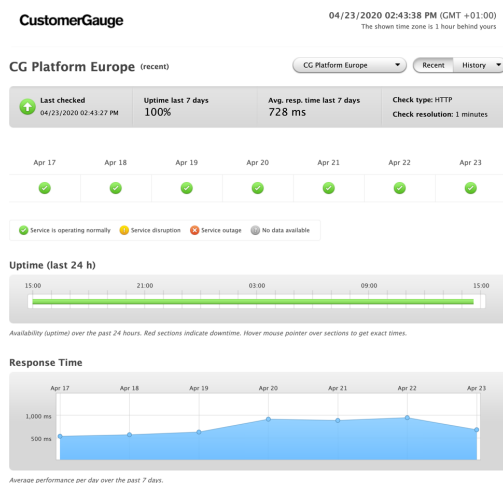 CustomerGauge
04/23/2020 02:43:38 PM (GMT +01:00)
The shown time zone is 1 hour behind yours
CG Platform Europe (recent)
CG Platform Europe
Recent
History
Last checked
04/23/2020 02:43:27 PM
Uptime last 7 days
100%
Avg. resp. time last 7 days
728 ms
Check type: HTTP
Check resolution: 1 minutes
Apr 17
Apr 18
Apr 19
Apr 20
Apr 21
Apr 22
Apr 23
Service is operating normally
Service disruption
Service outage
No data available
Uptime (last 24 h)
15:00
21:00
03:00
09:00
15:00
Availability (uptime) over the past 24 hours. Red sections indicate downtime. Hover mouse pointer over sections to get exact times.
Response Time
Apr 17
Apr 18
Apr 19
Apr 20
Apr 21
Apr 22
Apr 23
1,000 ms
500 ms
Average performance per day over the past 7 days.